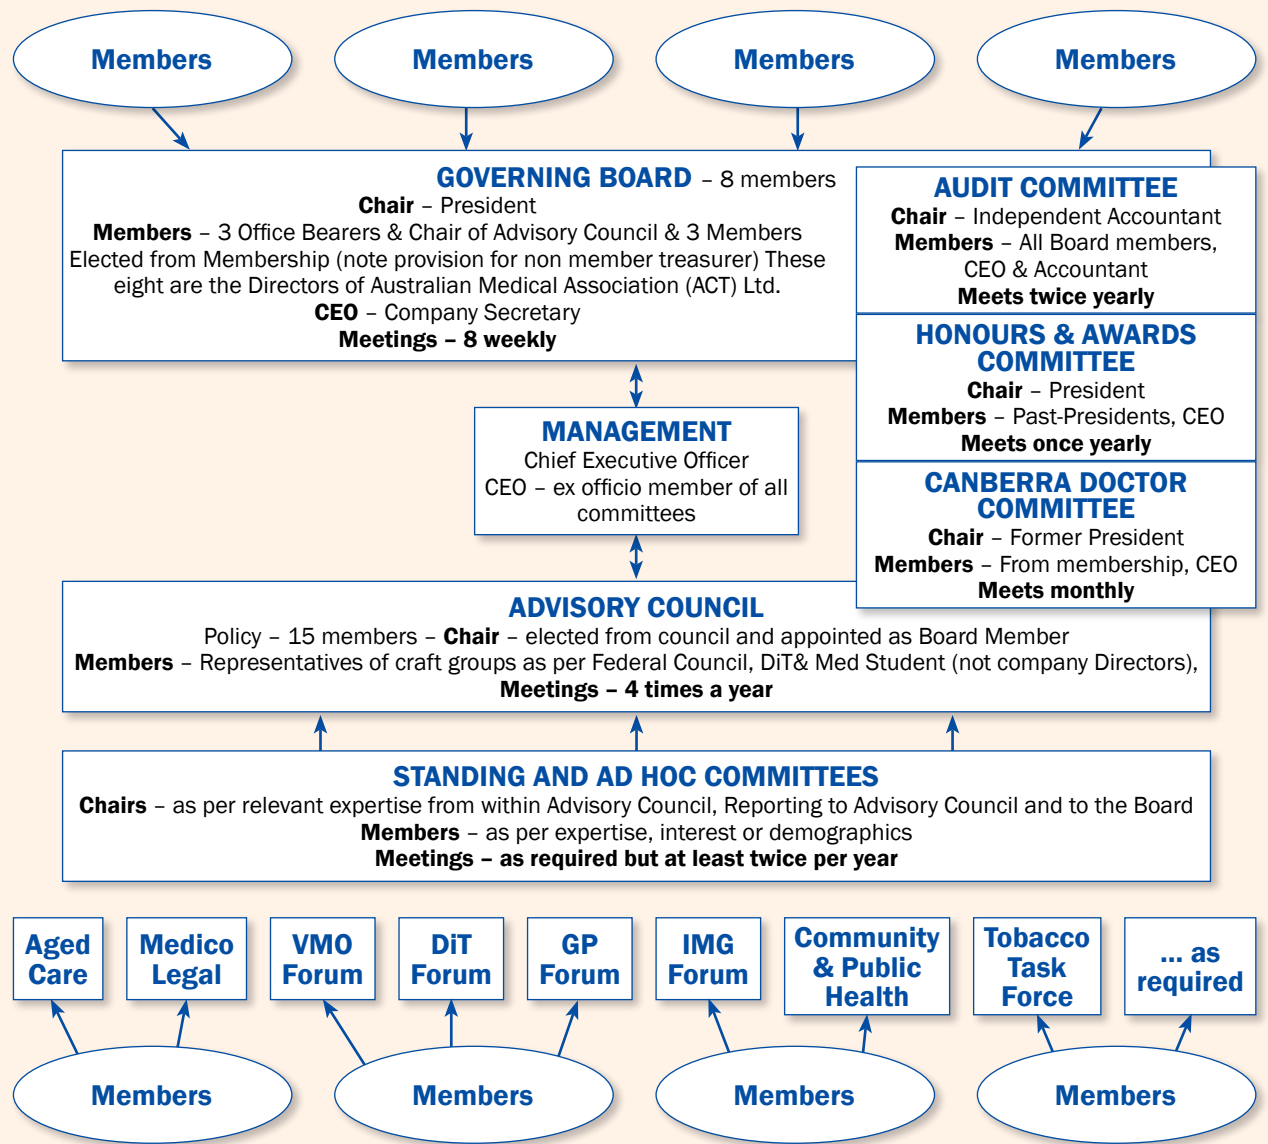 Members
Members
Members
Members
GOVERNING BOARD – 8 members
Chair – President
Members – 3 Office Bearers & Chair of Advisory Council & 3 Members
Elected from Membership (note provision for non member treasurer) These
eight are the Directors of Australian Medical Association (ACT) Ltd.
CEO – Company Secretary
Meetings – 8 weekly
AUDIT COMMITTEE
Chair – Independent Accountant
Members – All Board members,
CEO & Accountant
Meets twice yearly
HONOURS & AWARDS
COMMITTEE
Chair – President
Members – Past-Presidents, CEO
Meets once yearly
CANBERRA DOCTOR
COMMITTEE
Chair – Former President
Members – From membership, CEO
Meets monthly
MANAGEMENT
Chief Executive Officer
CEO – ex officio member of all
committees
ADVISORY COUNCIL
Policy – 15 members – Chair – elected from council and appointed as Board Member
Members – Representatives of craft groups as per Federal Council, DiT& Med Student (not company Directors),
Meetings – 4 times a year
STANDING AND AD HOC COMMITTEES
Chairs – as per relevant expertise from within Advisory Council, Reporting to Advisory Council and to the Board
Members – as per expertise, interest or demographics
Meetings – as required but at least twice per year
Aged
Care
Medico
Legal
VMO
Forum
DiT
Forum
GP
Forum
IMG
Forum
Community
& Public
Health
Tobacco
Task
Force
... as
required
Members
Members
Members
Members